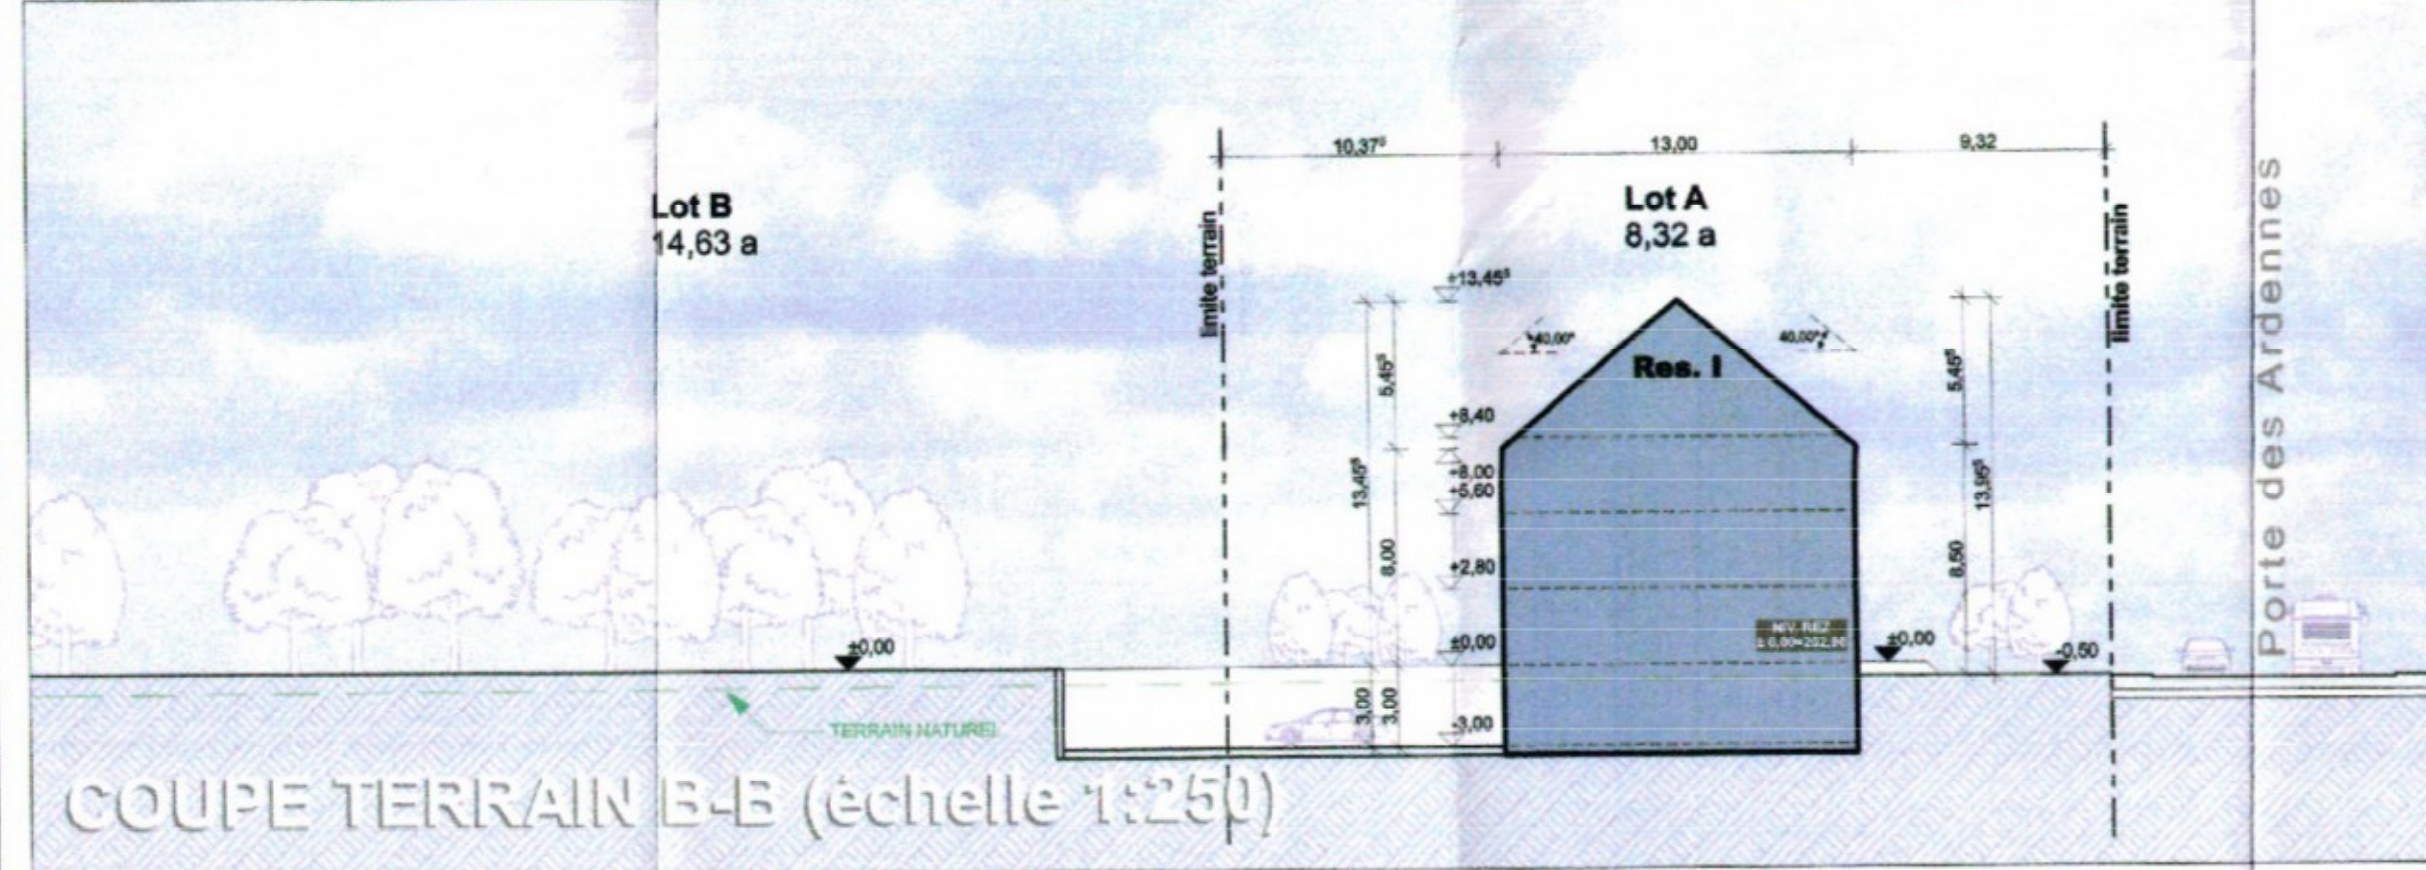 10,37⁵
13,00
9,32
Lot B
14,63 a
Lot A
8,32 a
limite terrain
limite terrain
Porte des Ardennes
+13,45⁵
40,00°
40,00°
Res. I
5,45⁵
5,45⁵
+8,40
+8,00
+5,60
13,45⁵
8,00
13,95⁵
8,50
+2,80
±0,00
±0,00
±0,00
-0,50
NIV. REZ
3,00
3,00
-3,00
TERRAIN NATUREL
COUPE TERRAIN B-B (échelle 1:250)